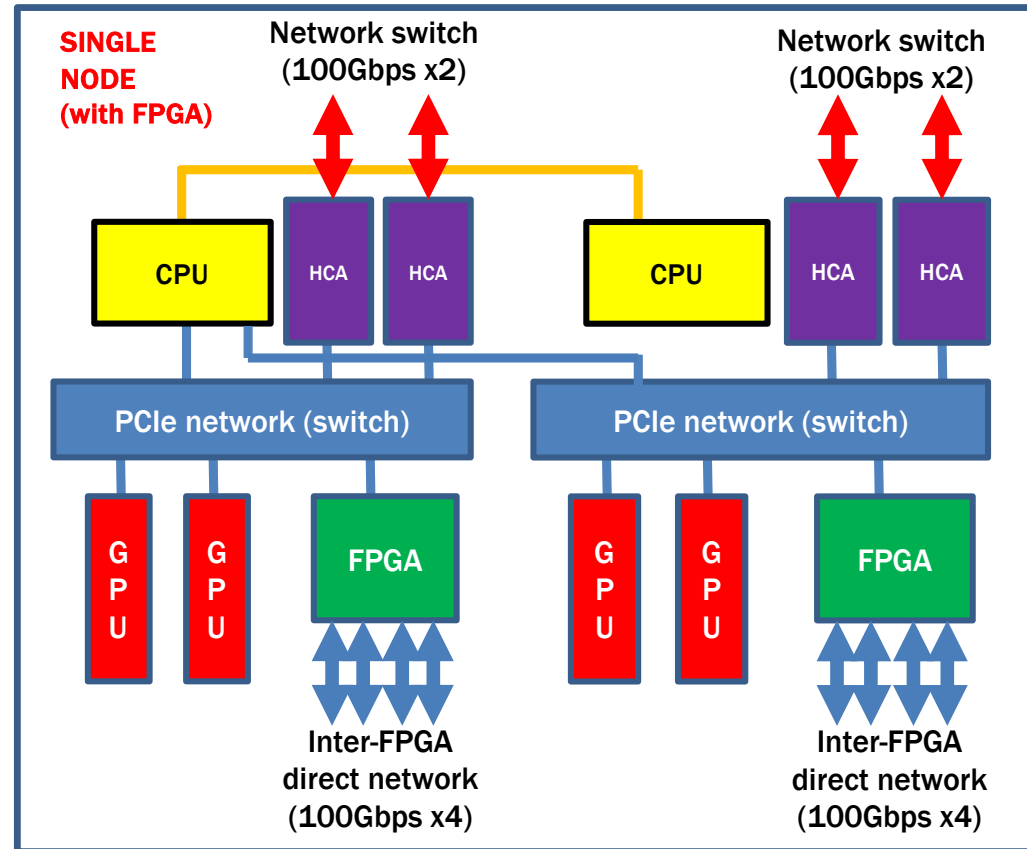 SINGLE
NODE
(with FPGA)
Network switch
(100Gbps x2)
Network switch
(100Gbps x2)
CPU
HCA
HCA
CPU
HCA
HCA
PCIe network (switch)
PCIe network (switch)
G
P
U
G
P
U
FPGA
G
P
U
G
P
U
FPGA
Inter-FPGA
direct network
(100Gbps x4)
Inter-FPGA
direct network
(100Gbps x4)